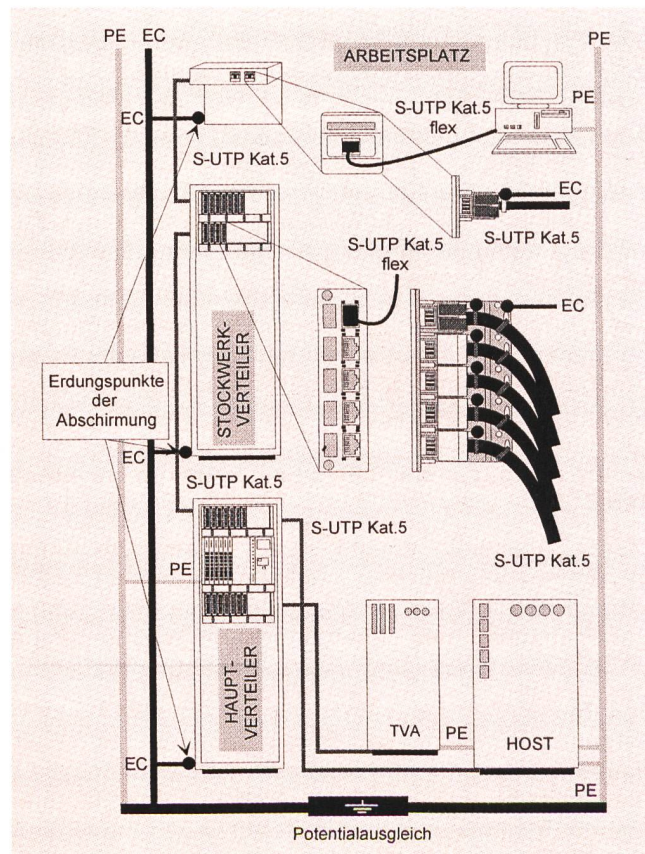 PE EC
PE
ARBEITSPLATZ
PE
S-UTP Kat.5
flex
EC
S-UTP Kat.5
EC
S-UTP Kat.5
S-UTP Kat.5
flex
EC
STOCKWERK-
VERTEILER
Erdungspunkte
der
Abschirmung
EC
S-UTP Kat.5
S-UTP Kat.5
S-UTP Kat.5
PE
HAUPT-
VERTEILER
TVA
PE
HOST
EC
PE
Potentialausgleich